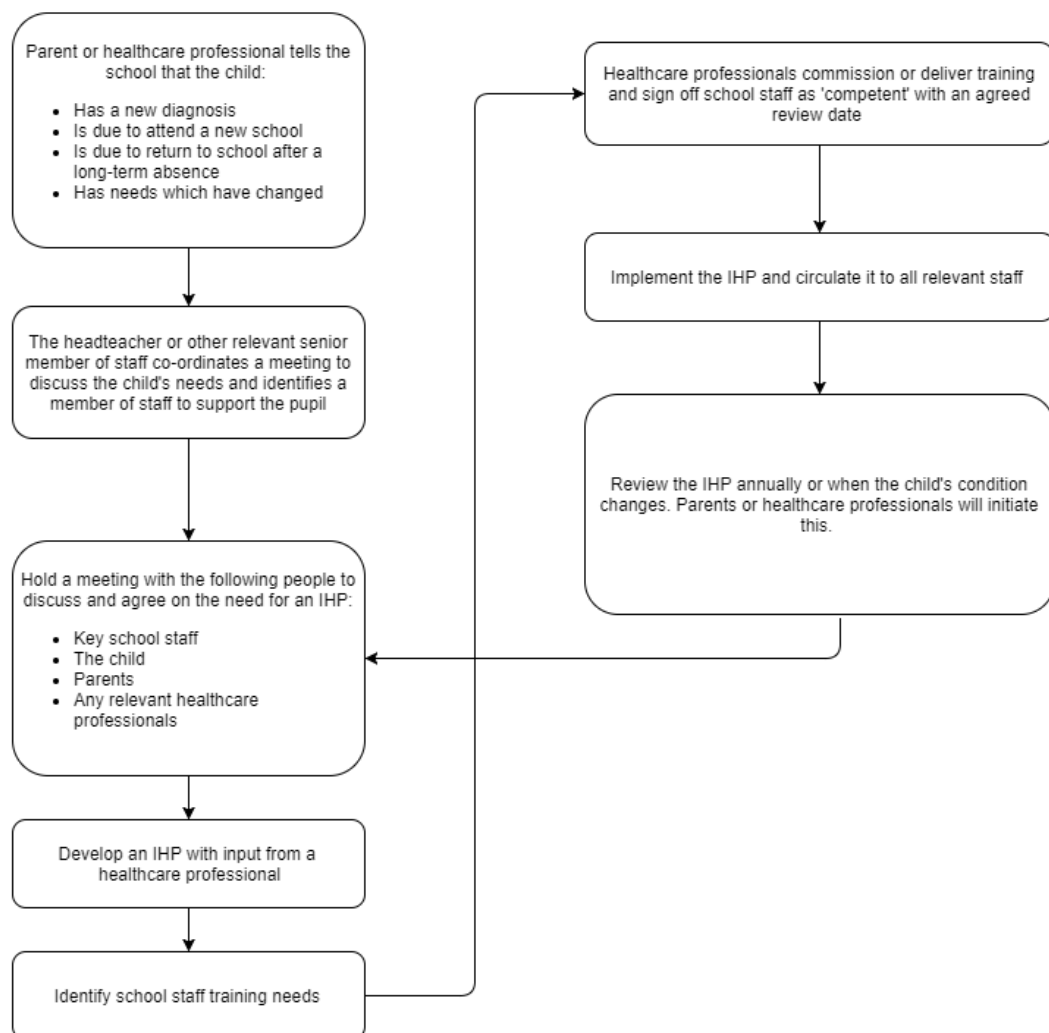 Parent or healthcare professional tells the
school that the child:
• Has a new diagnosis
• Is due to attend a new school
• Is due to return to school after a
long-term absence
• Has needs which have changed
The headteacher or other relevant senior
member of staff co-ordinates a meeting to
discuss the child's needs and identifies a
member of staff to support the pupil
Hold a meeting with the following people to
discuss and agree on the need for an IHP:
• Key school staff
• The child
• Parents
• Any relevant healthcare
professionals
Develop an IHP with input from a
healthcare professional
Identify school staff training needs
Healthcare professionals commission or deliver training
and sign off school staff as 'competent' with an agreed
review date
Implement the IHP and circulate it to all relevant staff
Review the IHP annually or when the child's condition
changes. Parents or healthcare professionals will initiate
this.